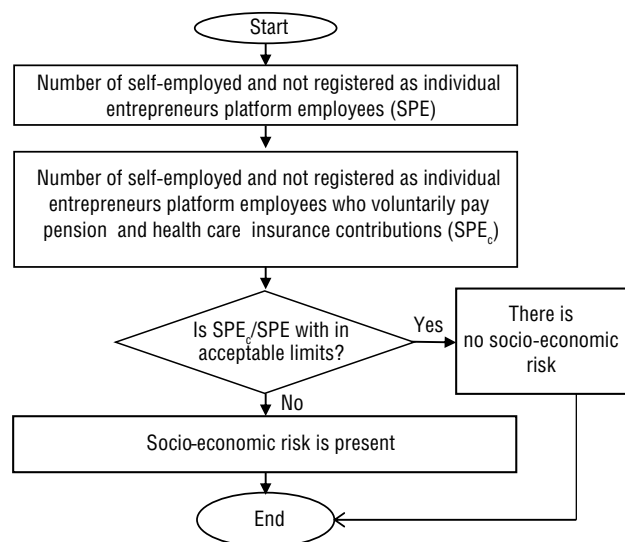 Start
Number of self-employed and not registered as individual
entrepreneurs platform employees (SPE)
Number of self-employed and not registered as individual
entrepreneurs platform employees who voluntarily pay
pension and health care insurance contributions (SPEc)
Is SPEc/SPE with in
acceptable limits?
Yes
There is
no socio-economic
risk
No
Socio-economic risk is present
End